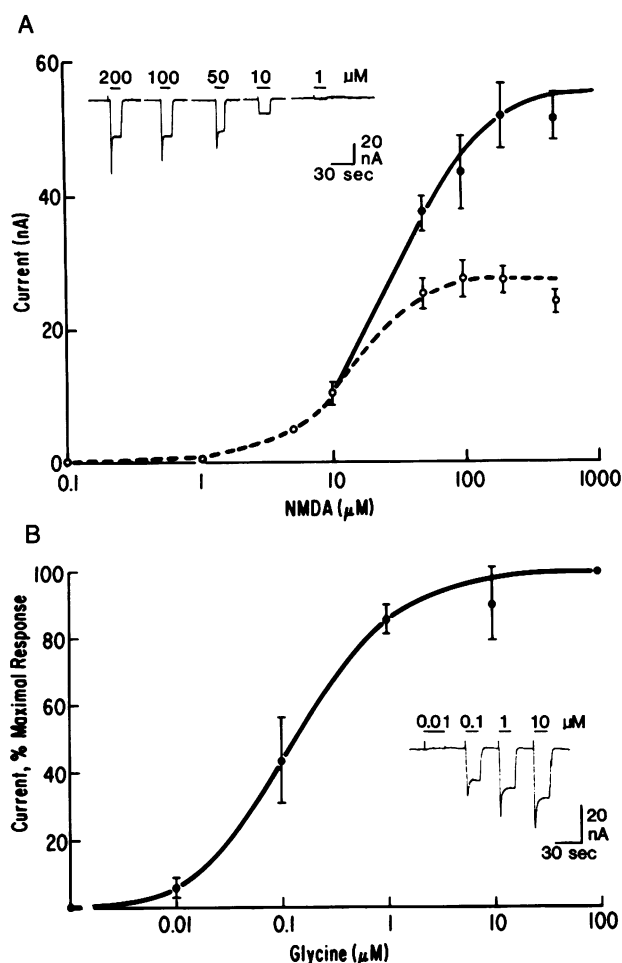 A
60
40
20
0
Current (nA)
200 100 50 10 1 μM
20
nA
30 sec
0.1 1 10 100 1000
NMDA (μM)
B
100
80
60
40
20
Current, % Maximal Response
0.01 0.1 1 10 μM
20
nA
30 sec
0.01 0.1 1 10 100
Glycine (μM)